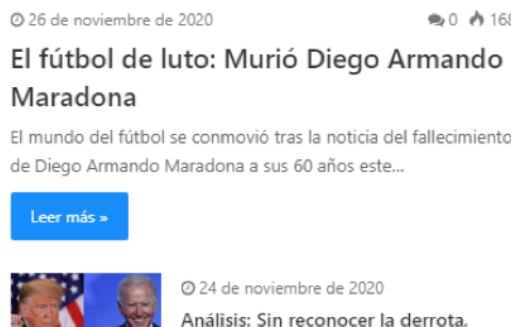 26 de noviembre de 2020 0 168
El fútbol de luto: Murió Diego Armando
Maradona
El mundo del fútbol se conmovió tras la noticia del fallecimiento
de Diego Armando Maradona a sus 60 años este...
Leer más »
24 de noviembre de 2020
Análisis: Sin reconocer la derrota,